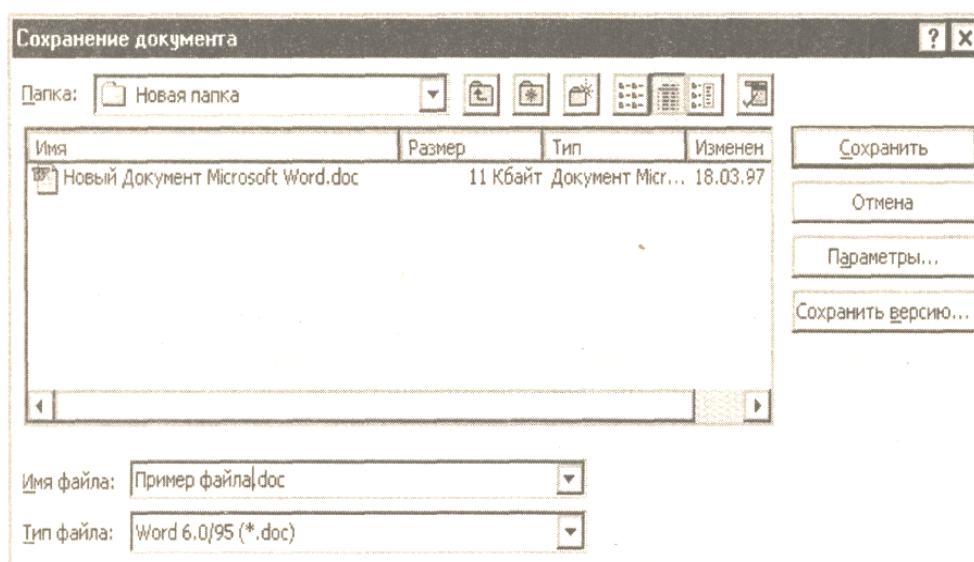 Сохранение документа
Папка: Новая папка
Имя Размер Тип Изменен
Новый Документ Microsoft Word.doc 11 Кбайт Документ Micr... 18.03.97
Сохранить
Отмена
Параметры...
Сохранить версию...
Имя файла: Пример файла.doc
Тип файла: Word 6.0/95 (*.doc)